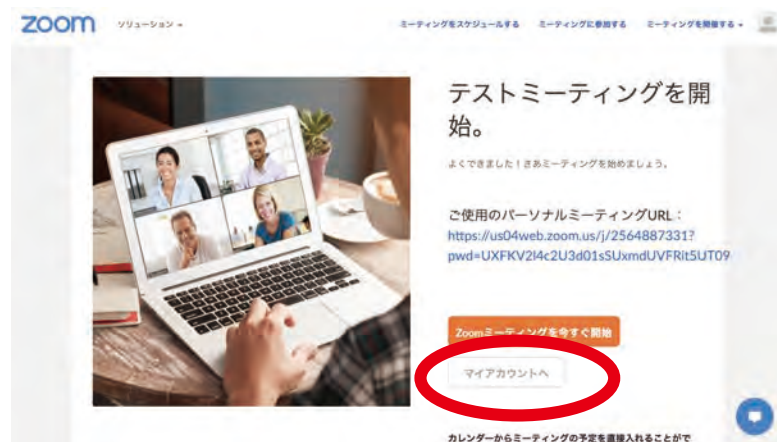 zoom ソリューション ミーティングをスケジュールする ミーティングに参加する ミーティングを開催する
テストミーティングを開
始。
よくできました！さあミーティングを始めましょう。
ご使用のパーソナルミーティングURL：
https://us04web.zoom.us/j/2564887331?
pwd=UXFKV2l4c2U3d01sSUxmdUVFRit5UT09
Zoomミーティングを今すぐ開始
マイアカウントへ
カレンダーからミーティングの予定を直接入れることがで